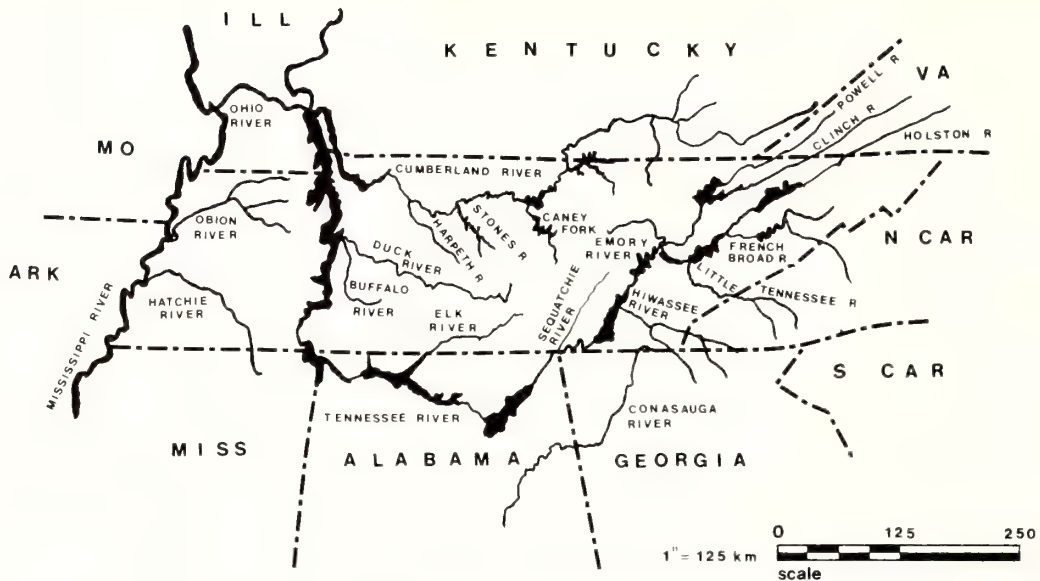 ILL
KENTUCKY
VA
POWELL R
CLINCH R
HOLSTON R
OHIO
RIVER
MO
CUMBERLAND RIVER
OBION
RIVER
HARPETH R
STONES R
CANEY
FORK
EMORY
RIVER
FRENCH
BROAD R
N CAR
ARK
DUCK
RIVER
BUFFALO
RIVER
ELK
RIVER
SEQUATCHIE
RIVER
HIWASSEE
RIVER
LITTLE TENNESSEE R
HATCHIE
RIVER
MISSISSIPPI RIVER
S CAR
TENNESSEE RIVER
CONASAUGA
RIVER
MISS
ALABAMA
GEORGIA
0 125 250
1" = 125 km
scale